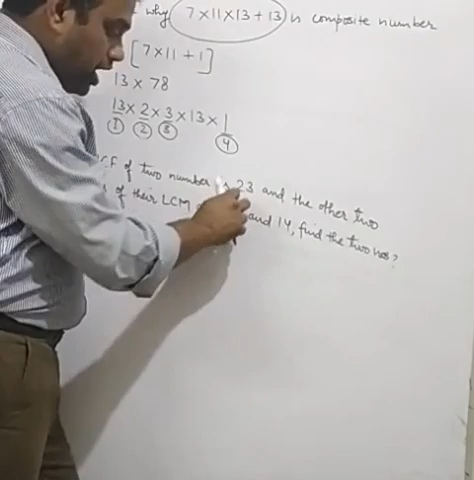 why 7×11×13+13 is composite number
[7×11+1]
13×78
13×2×3×13×1
1 2 3 4
CF of two number is 23 and the other two
of their LCM and 14, find the two nos?